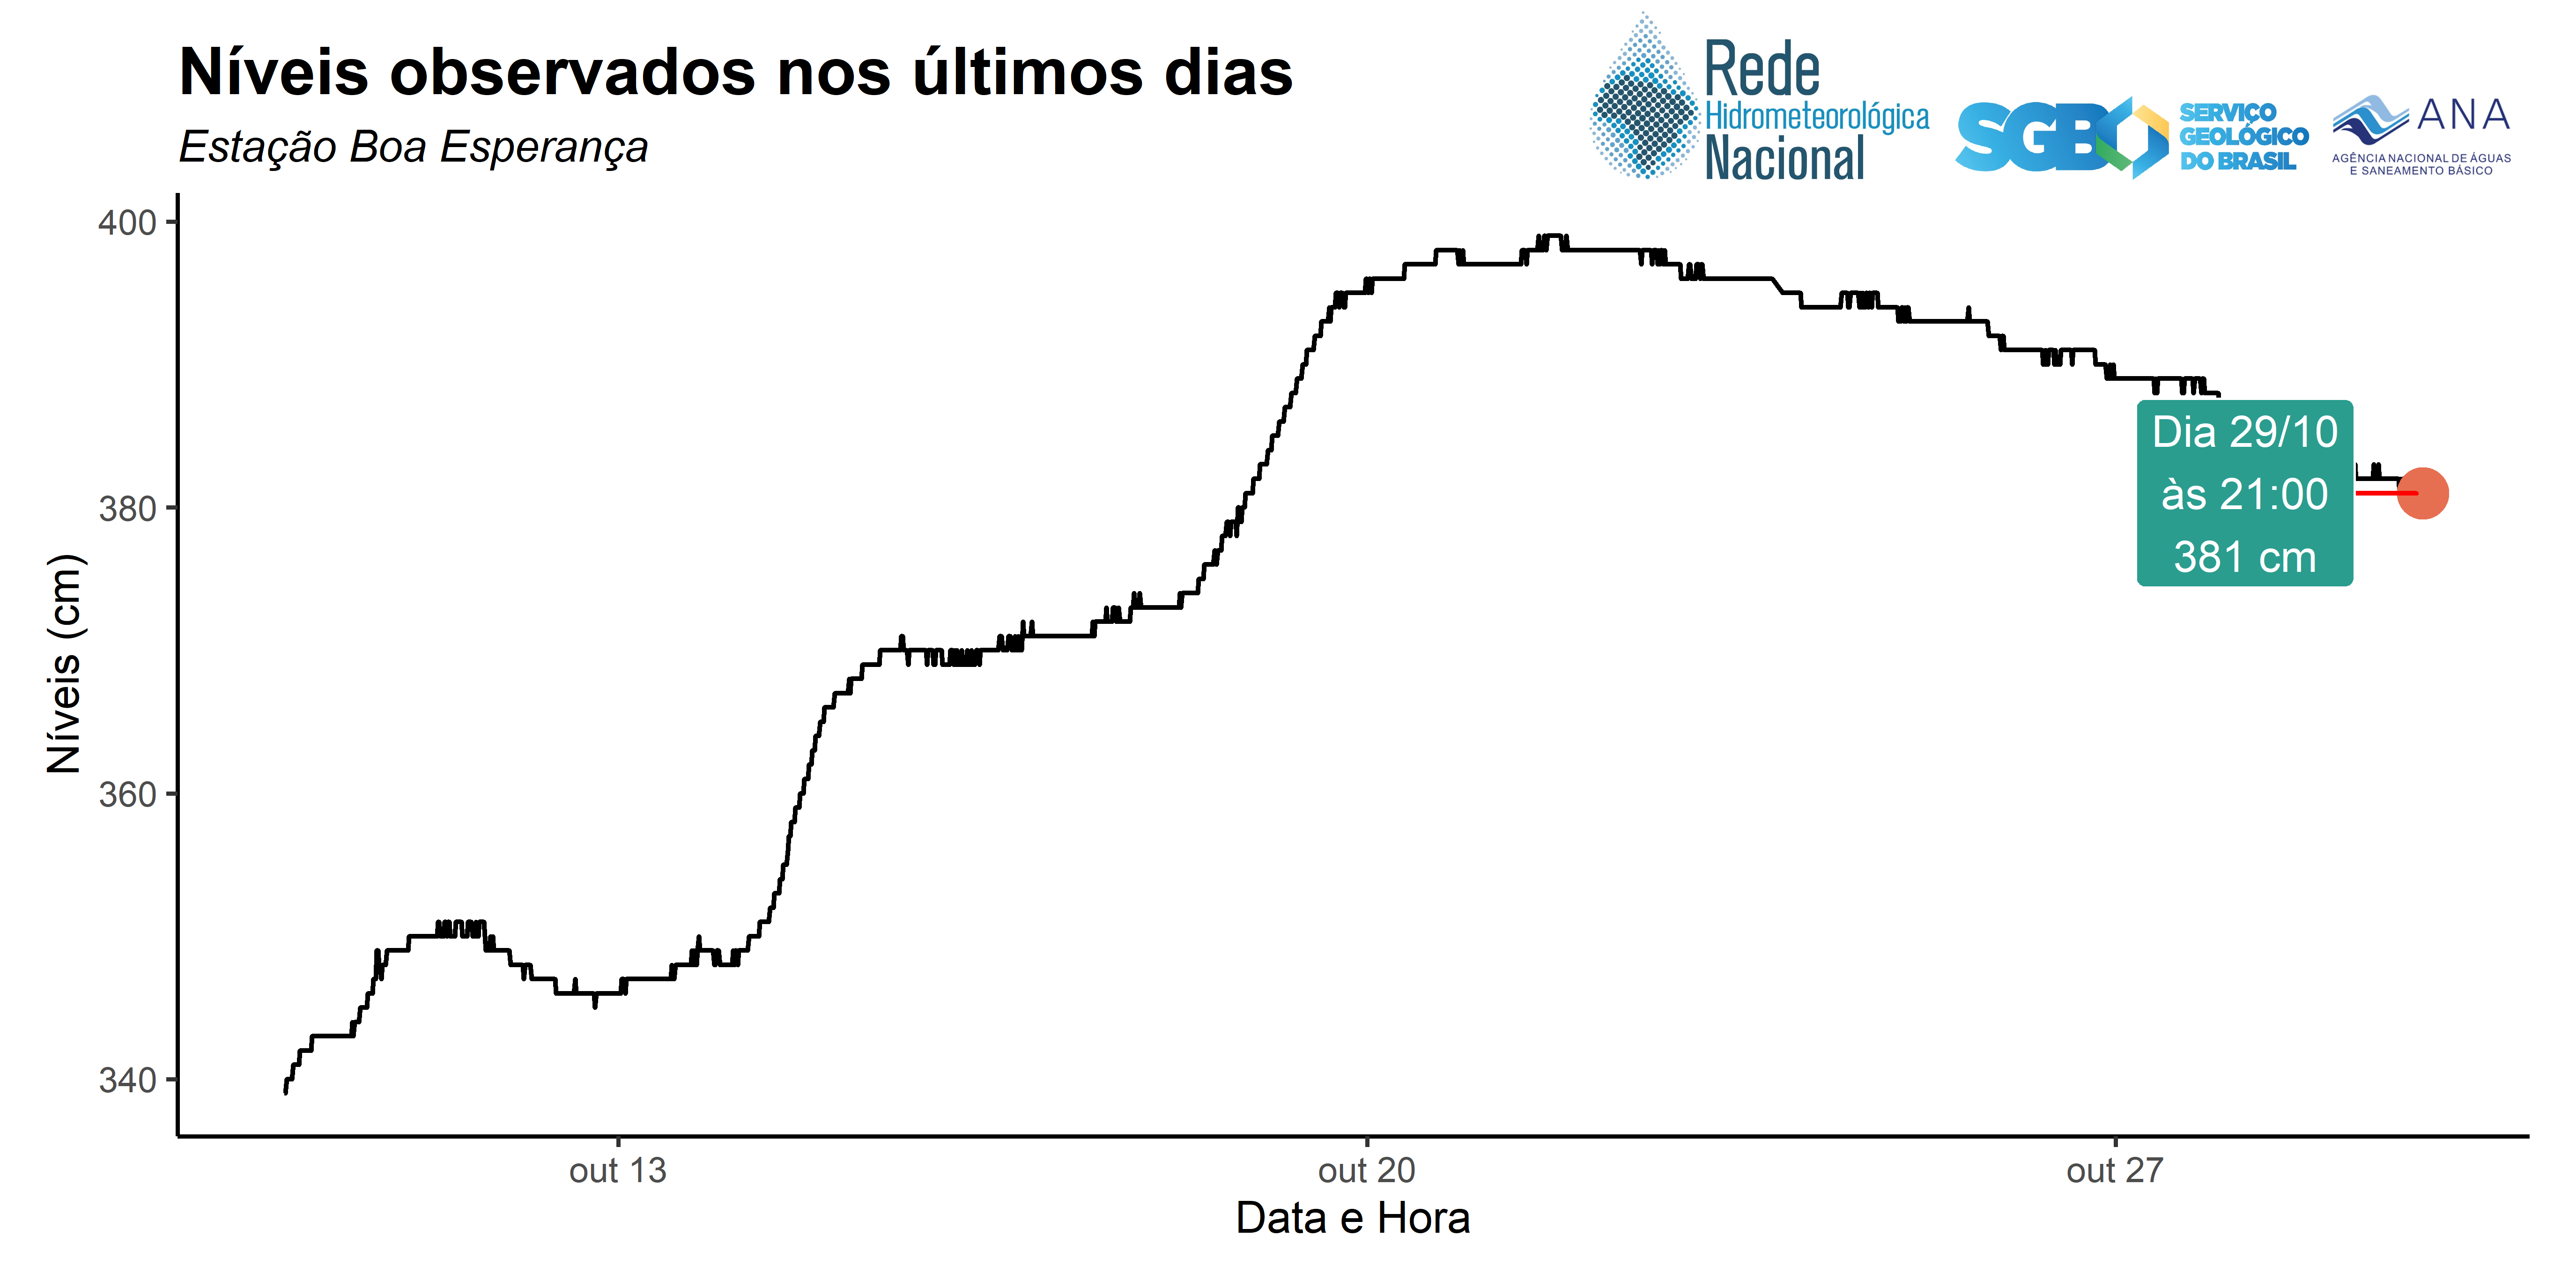 Níveis observados nos últimos dias
Estação Boa Esperança
Rede
Hidrometeorológica
Nacional
SGB
SERVIÇO
GEOLÓGICO
DO BRASIL
ANA
AGÊNCIA NACIONAL DE ÁGUAS
E SANEAMENTO BÁSICO
Níveis (cm)
400
380
360
340
Dia 29/10
às 21:00
381 cm
out 13
out 20
out 27
Data e Hora